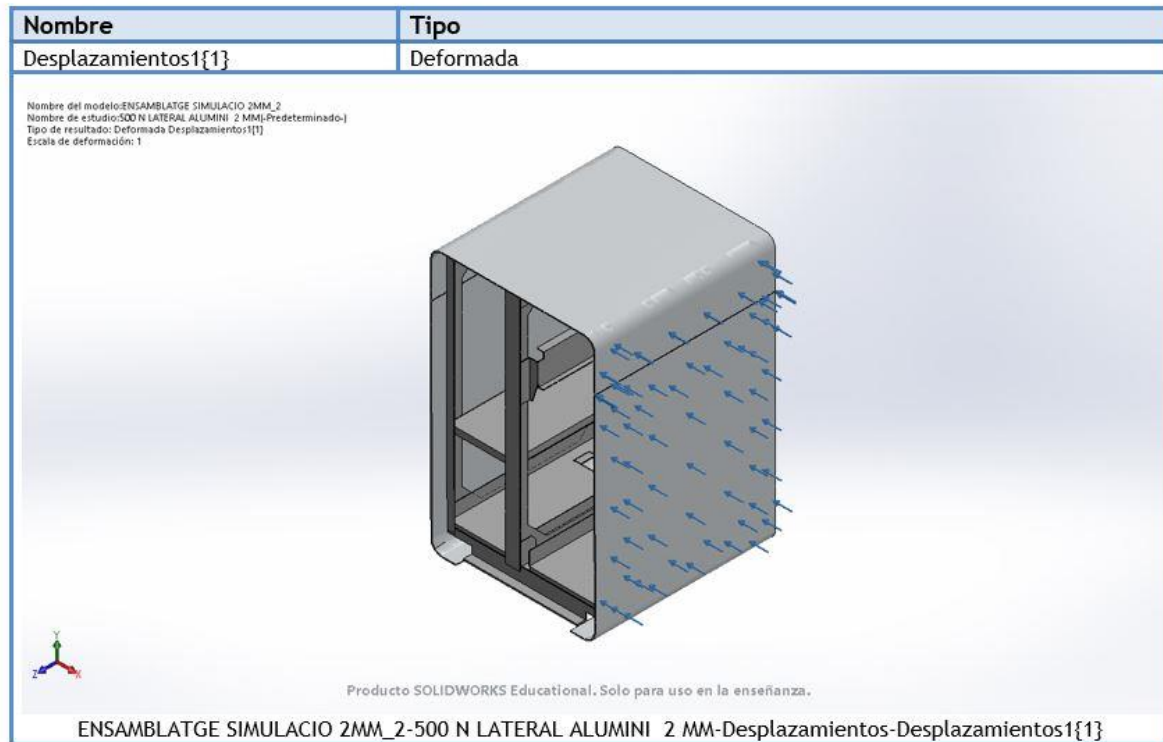 Nombre Tipo
Desplazamientos1{1} Deformada
Nombre del modelo:ENSAMBLATGE SIMULACIO 2MM_2
Nombre de estudio:500 N LATERAL ALUMINI 2 MM(-Predeterminado-)
Tipo de resultado: Deformada Desplazamientos1{1}
Escala de deformación: 1
Y
Z X
Producto SOLIDWORKS Educational. Solo para uso en la enseñanza.
ENSAMBLATGE SIMULACIO 2MM_2-500 N LATERAL ALUMINI 2 MM-Desplazamientos-Desplazamientos1{1}